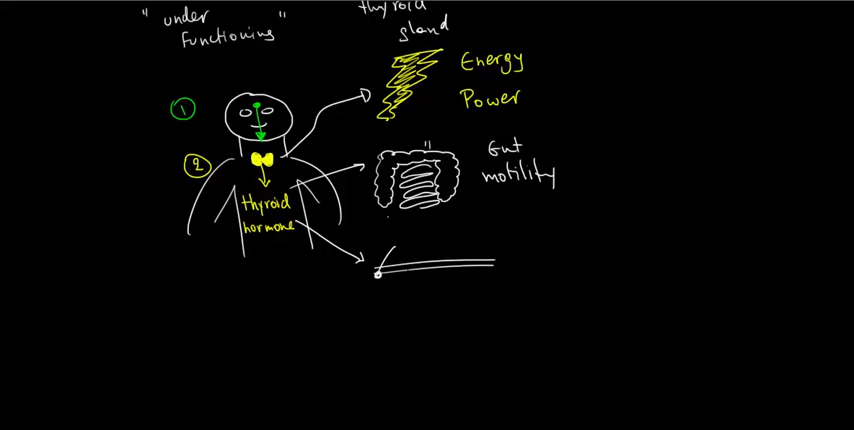 " under
functioning "
thyroid
gland
Energy
Power
①
②
thyroid
hormone
Gut
motility